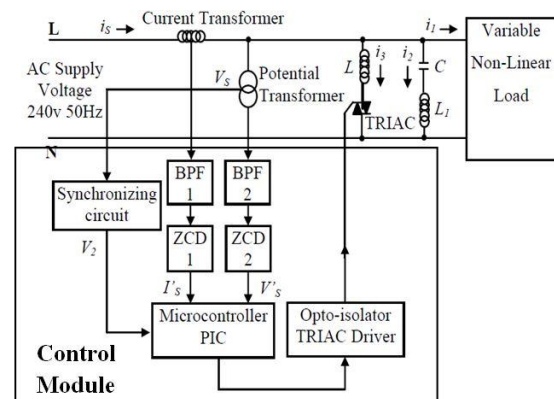 Current Transformer
L
iS
i1
AC Supply
Voltage
240v 50Hz
VS
Potential
Transformer
L
i3
i2
C
L1
TRIAC
Variable
Non-Linear
Load
N
Synchronizing
circuit
BPF
1
BPF
2
ZCD
1
ZCD
2
V2
I'S
V'S
Microcontroller
PIC
Opto-isolator
TRIAC Driver
Control
Module